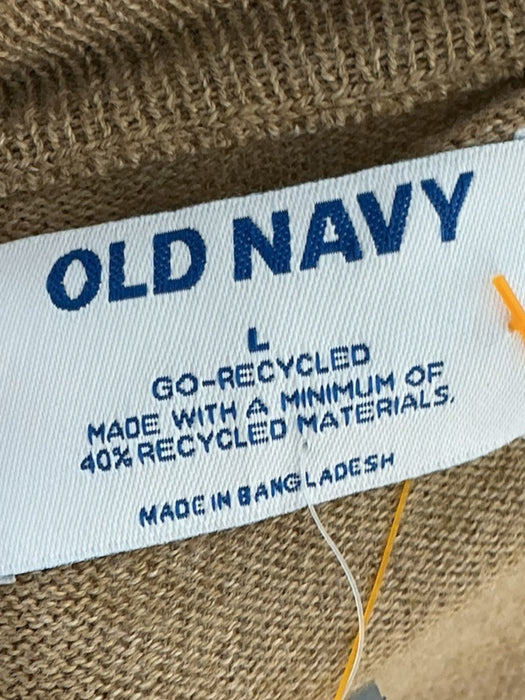 OLD NAVY
L
GO-RECYCLED
MADE WITH A MINIMUM OF
40% RECYCLED MATERIALS.
MADE IN BANGLADESH